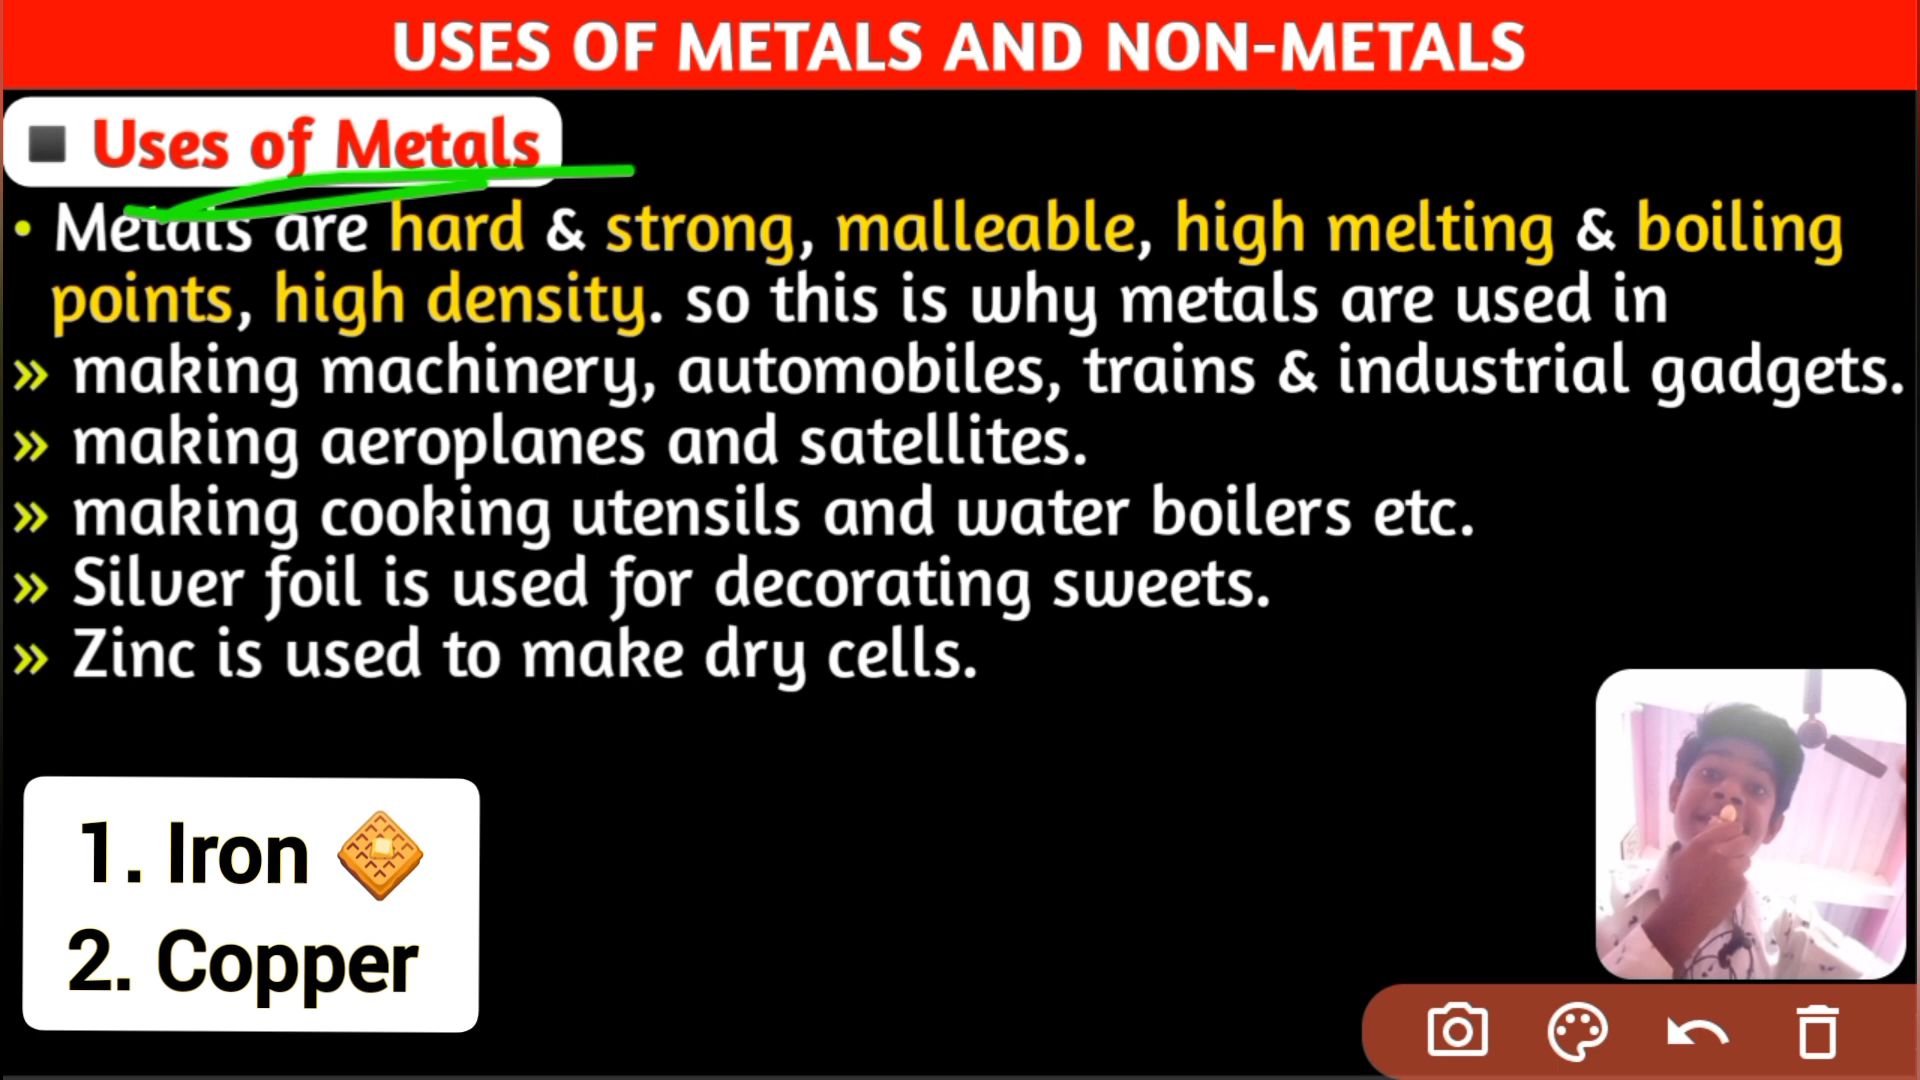 USES OF METALS AND NON-METALS
Uses of Metals
• Metals are hard & strong, malleable, high melting & boiling
points, high density. so this is why metals are used in
» making machinery, automobiles, trains & industrial gadgets.
» making aeroplanes and satellites.
» making cooking utensils and water boilers etc.
» Silver foil is used for decorating sweets.
» Zinc is used to make dry cells.
1. Iron 🧇
2. Copper